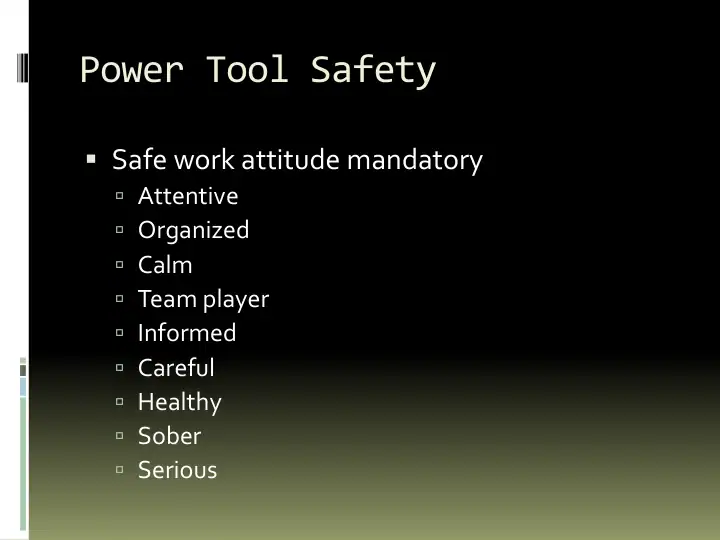 Power Tool Safety
Safe work attitude mandatory
Attentive
Organized
Calm
Team player
Informed
Careful
Healthy
Sober
Serious